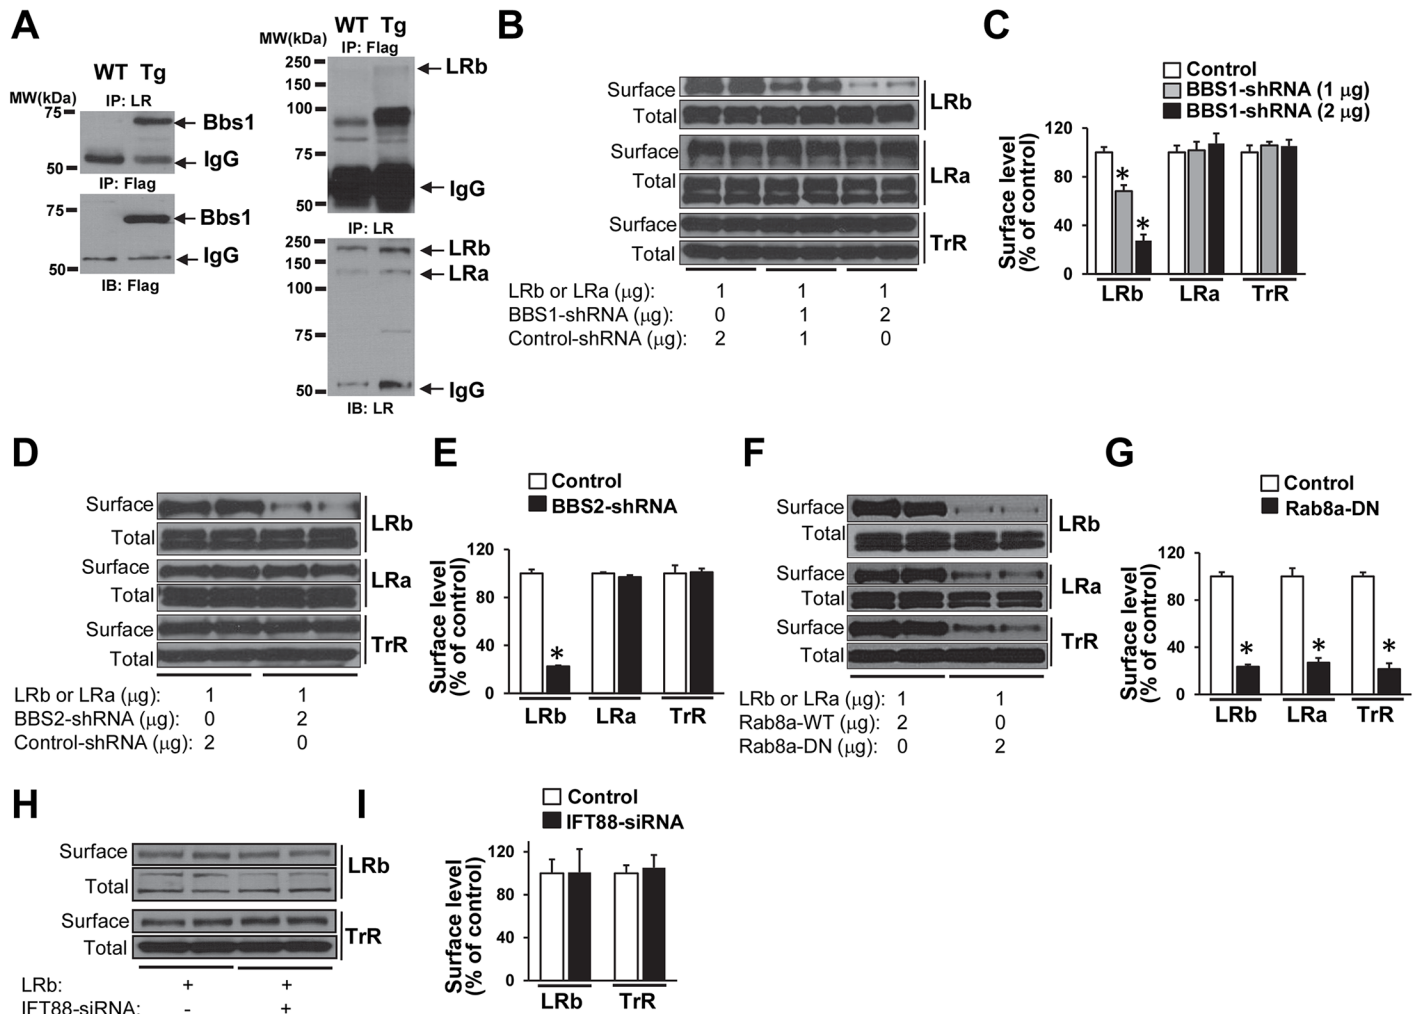 A
WT Tg
MW(kDa)
IP: LR
75
Bbs1
IgG
50
IP: Flag
75
Bbs1
IgG
50
IB: Flag
WT Tg
MW(kDa)
IP: Flag
250
LRb
150
100
75
IgG
50
IP: LR
250
LRb
150
LRa
100
75
50
IgG
IB: LR
B
Surface
Total
LRb
Surface
Total
LRa
Surface
Total
TrR
LRb or LRa (μg): 1 1 1
BBS1-shRNA (μg): 0 1 2
Control-shRNA (μg): 2 1 0
C
Control
BBS1-shRNA (1 μg)
BBS1-shRNA (2 μg)
Surface level
(% of control)
120
80
40
0
* *
LRb LRa TrR
D
Surface
Total
LRb
Surface
Total
LRa
Surface
Total
TrR
LRb or LRa (μg): 1 1
BBS2-shRNA (μg): 0 2
Control-shRNA (μg): 2 0
E
Control
BBS2-shRNA
Surface level
(% of control)
120
80
40
0
*
LRb LRa TrR
F
Surface
Total
LRb
Surface
Total
LRa
Surface
Total
TrR
LRb or LRa (μg): 1 1
Rab8a-WT (μg): 2 0
Rab8a-DN (μg): 0 2
G
Control
Rab8a-DN
Surface level
(% of control)
120
80
40
0
* * *
LRb LRa TrR
H
Surface
Total
LRb
Surface
Total
TrR
LRb: + +
IFT88-siRNA: - +
I
Control
IFT88-siRNA
Surface level
(% of control)
120
80
40
0
LRb TrR